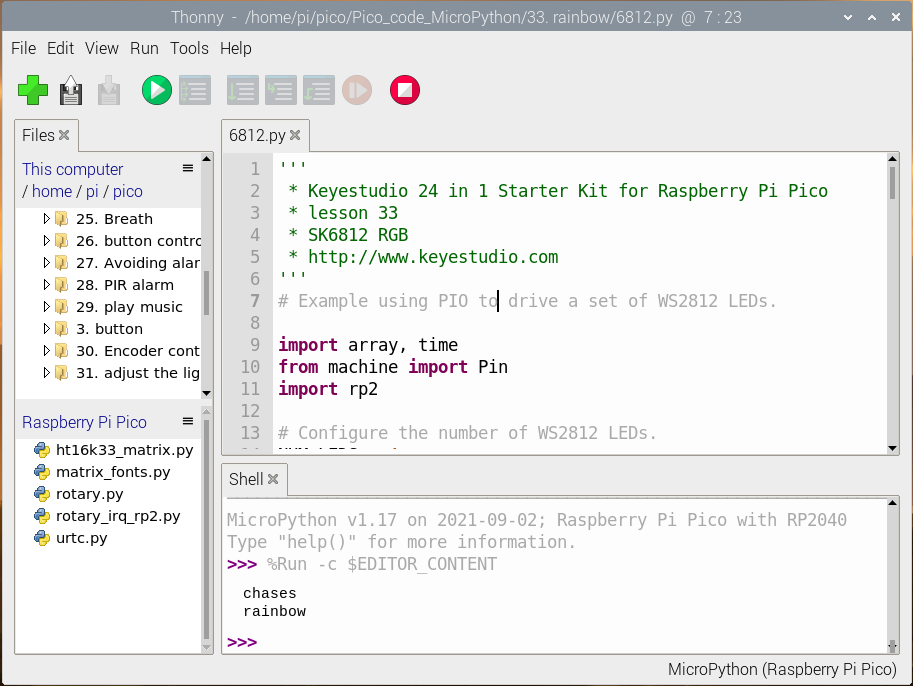 Thonny - /home/pi/pico/Pico_code_MicroPython/33. rainbow/6812.py @ 7 : 23
File Edit View Run Tools Help
Files
This computer
/ home / pi / pico
25. Breath
26. button contro
27. Avoiding alar
28. PIR alarm
29. play music
3. button
30. Encoder cont
31. adjust the lig
Raspberry Pi Pico
ht16k33_matrix.py
matrix_fonts.py
rotary.py
rotary_irq_rp2.py
urtc.py
6812.py
1 '''
2 * Keyestudio 24 in 1 Starter Kit for Raspberry Pi Pico
3 * lesson 33
4 * SK6812 RGB
5 * http://www.keyestudio.com
6 '''
7 # Example using PIO to drive a set of WS2812 LEDs.
8
9 import array, time
10 from machine import Pin
11 import rp2
12
13 # Configure the number of WS2812 LEDs.
Shell
MicroPython v1.17 on 2021-09-02; Raspberry Pi Pico with RP2040
Type "help()" for more information.
>>> %Run -c $EDITOR_CONTENT
chases
rainbow
>>>
MicroPython (Raspberry Pi Pico)